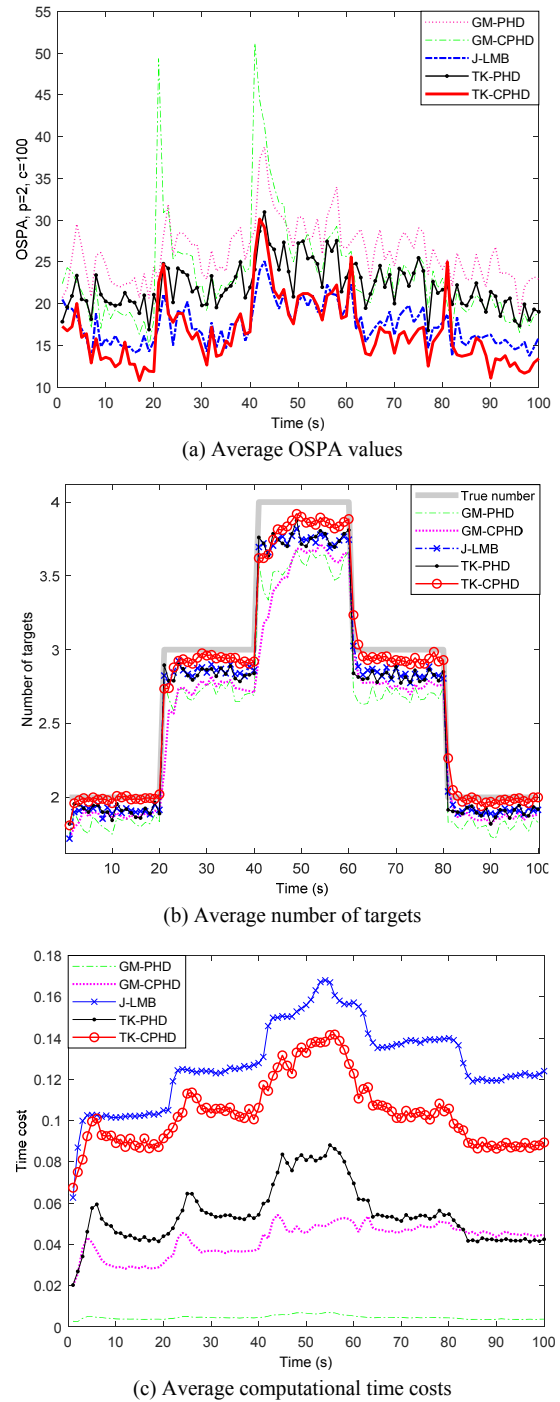 55
50
45
40
35
30
25
20
15
10
OSPA, p=2, c=100
GM-PHD
GM-CPHD
J-LMB
TK-PHD
TK-CPHD
0 10 20 30 40 50 60 70 80 90 100
Time (s)
(a) Average OSPA values
4
3.5
3
2.5
2
Number of targets
True number
GM-PHD
GM-CPHD
J-LMB
TK-PHD
TK-CPHD
10 20 30 40 50 60 70 80 90 100
Time (s)
(b) Average number of targets
0.18
0.16
0.14
0.12
0.1
0.08
0.06
0.04
0.02
0
Time cost
GM-PHD
GM-CPHD
J-LMB
TK-PHD
TK-CPHD
0 10 20 30 40 50 60 70 80 90 100
Time (s)
(c) Average computational time costs